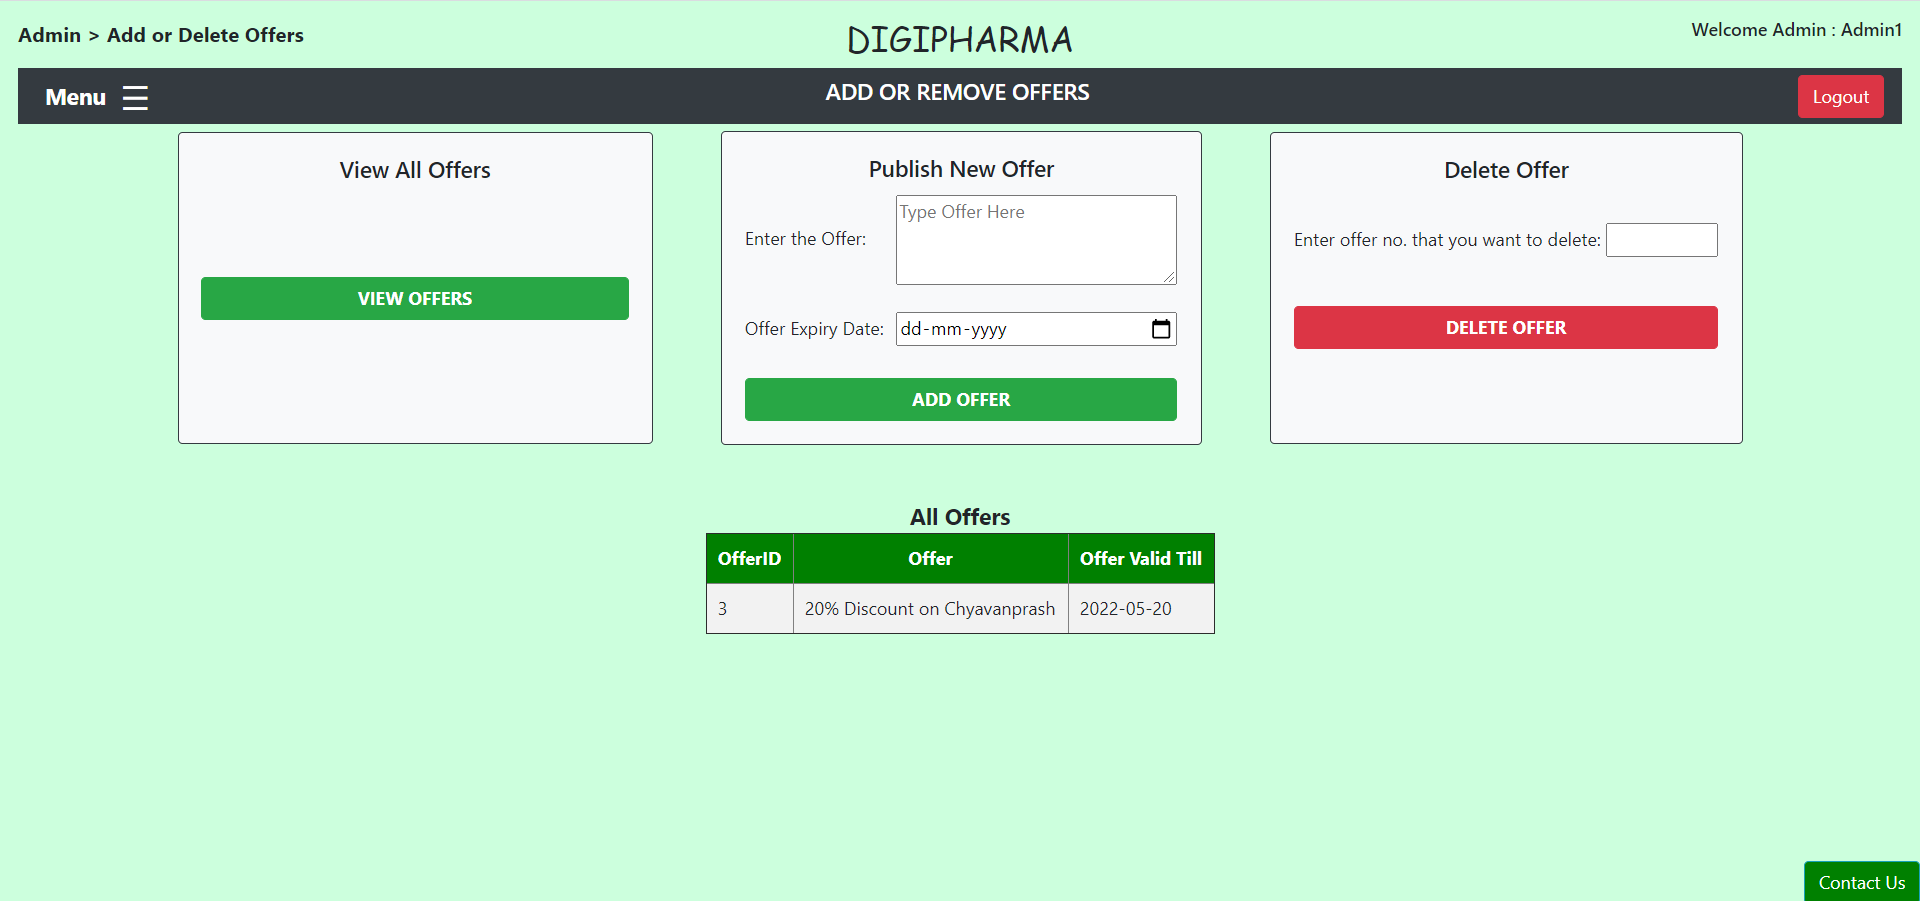 Admin > Add or Delete Offers
DIGIPHARMA
Welcome Admin : Admin1
Menu
ADD OR REMOVE OFFERS
Logout
View All Offers
VIEW OFFERS
Publish New Offer
Enter the Offer:
Type Offer Here
Offer Expiry Date:
dd-mm-yyyy
ADD OFFER
Delete Offer
Enter offer no. that you want to delete:
DELETE OFFER
All Offers
OfferID Offer Offer Valid Till
3 20% Discount on Chyavanprash 2022-05-20
Contact Us